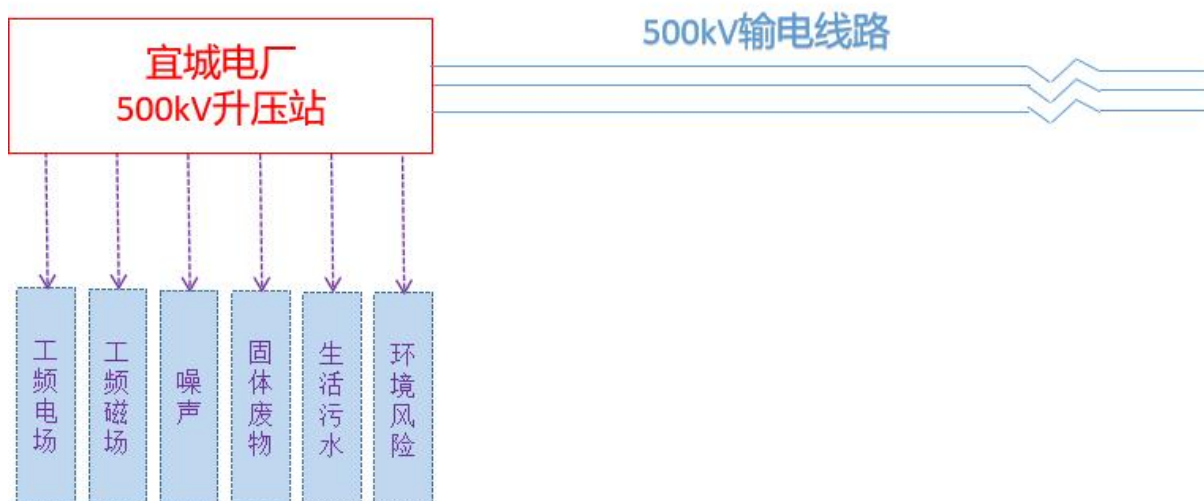 500kV输电线路
宜城电厂
500kV升压站
工频电场
工频磁场
噪声
固体废物
生活污水
环境风险